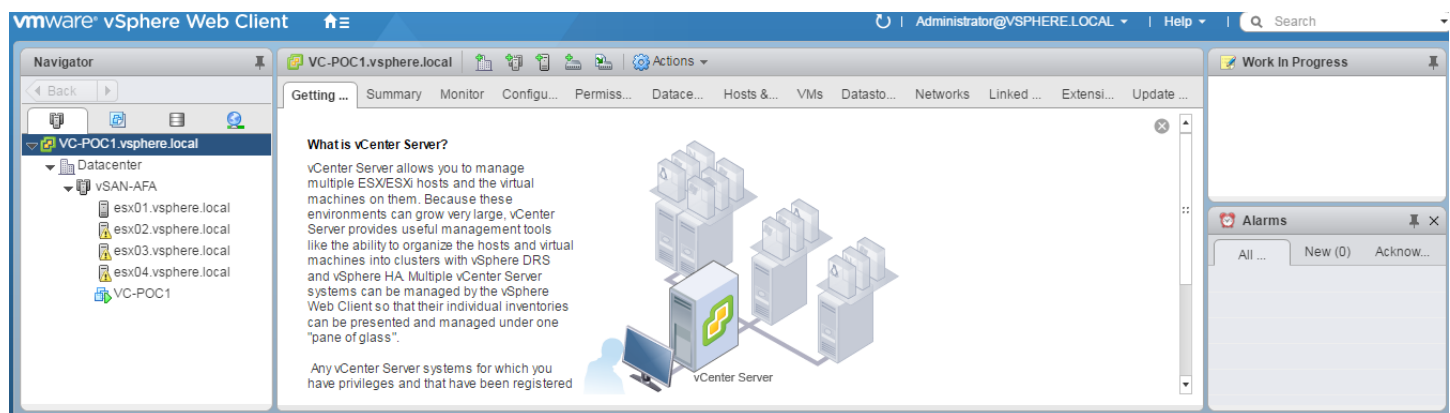 vmware® vSphere Web Client
Administrator@VSPHERE.LOCAL
Help
Search
Navigator
Back
VC-POC1.vsphere.local
Datacenter
vSAN-AFA
esx01.vsphere.local
esx02.vsphere.local
esx03.vsphere.local
esx04.vsphere.local
VC-POC1
VC-POC1.vsphere.local
Actions
Getting ... Summary Monitor Configu... Permiss... Datace... Hosts &... VMs Datasto... Networks Linked ... Extensi... Update ...
What is vCenter Server?
vCenter Server allows you to manage
multiple ESX/ESXi hosts and the virtual
machines on them. Because these
environments can grow very large, vCenter
Server provides useful management tools
like the ability to organize the hosts and virtual
machines into clusters with vSphere DRS
and vSphere HA. Multiple vCenter Server
systems can be managed by the vSphere
Web Client so that their individual inventories
can be presented and managed under one
"pane of glass".
Any vCenter Server systems for which you
have privileges and that have been registered
vCenter Server
Work In Progress
Alarms
All ... New (0) Acknow...